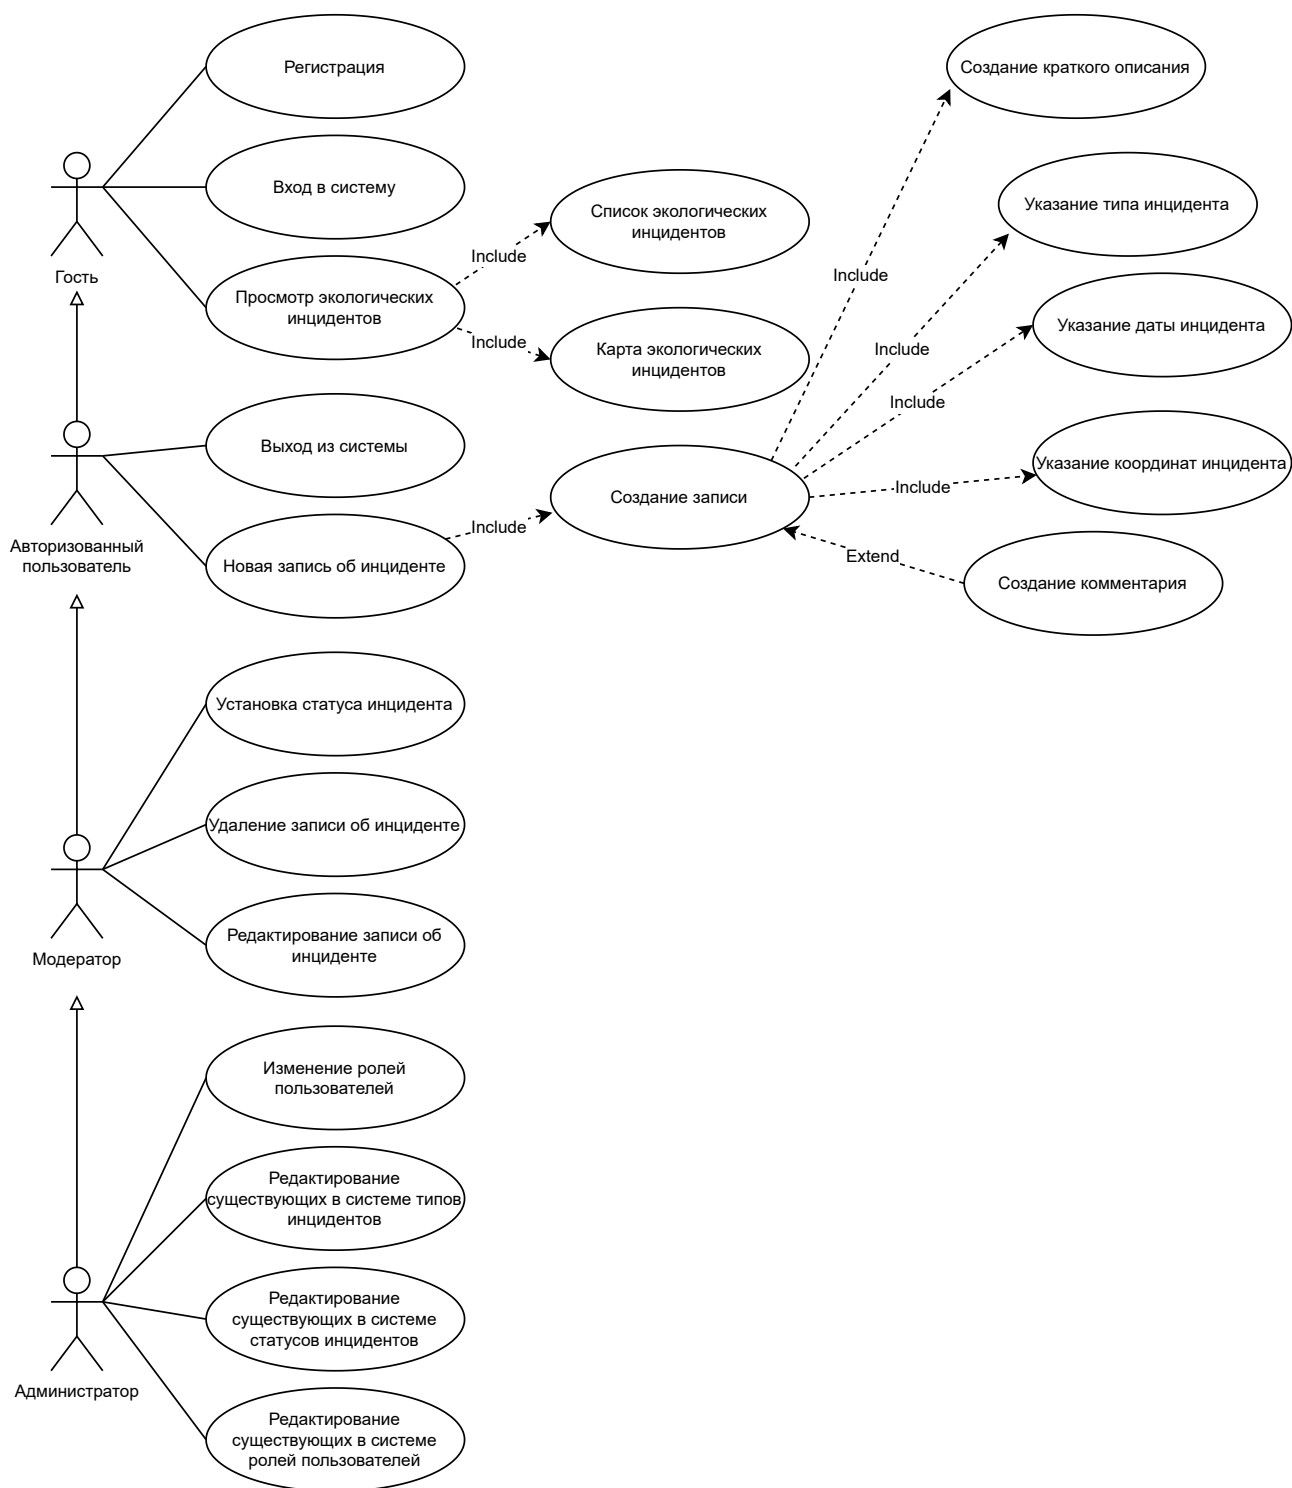 Регистрация
Создание краткого описания
Вход в систему
Список экологических
инцидентов
Указание типа инцидента
Include
Include
Гость
Просмотр экологических
инцидентов
Указание даты инцидента
Include
Карта экологических
инцидентов
Include
Include
Выход из системы
Указание координат инцидента
Include
Создание записи
Include
Авторизованный
пользователь
Новая запись об инциденте
Extend
Создание комментария
Установка статуса инцидента
Удаление записи об инциденте
Редактирование записи об
инциденте
Модератор
Изменение ролей
пользователей
Редактирование
существующих в системе типов
инцидентов
Редактирование
существующих в системе
статусов инцидентов
Администратор
Редактирование
существующих в системе
ролей пользователей